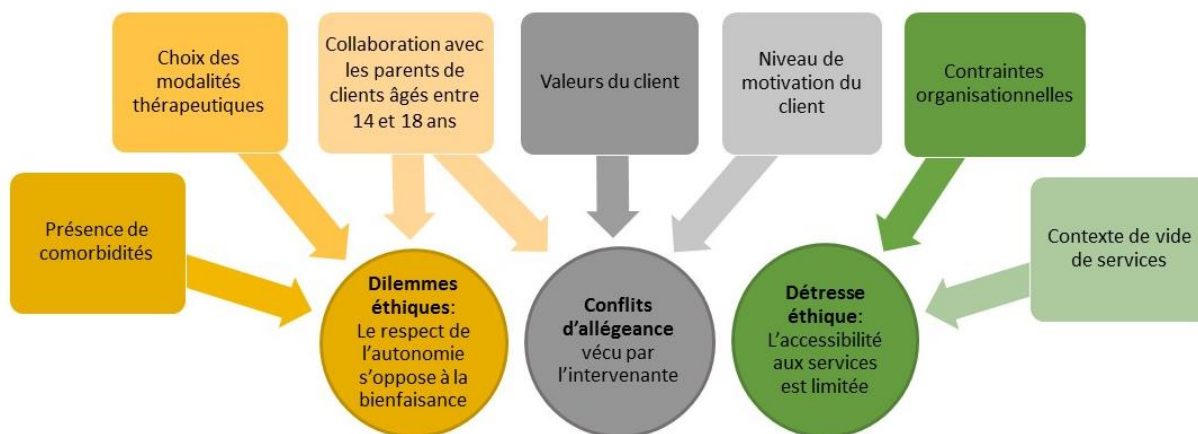 Choix des
modalités
thérapeutiques
Collaboration avec
les parents de
clients âgés entre
14 et 18 ans
Valeurs du client
Niveau de
motivation du
client
Contraintes
organisationnelles
Présence de
comorbidités
Contexte de vide
de services
Dilemmes
éthiques:
Le respect de
l'autonomie
s'oppose à la
bienfaisance
Conflits
d'allégeance
vécu par
l'intervenante
Détresse
éthique:
L'accessibilité
aux services
est limitée